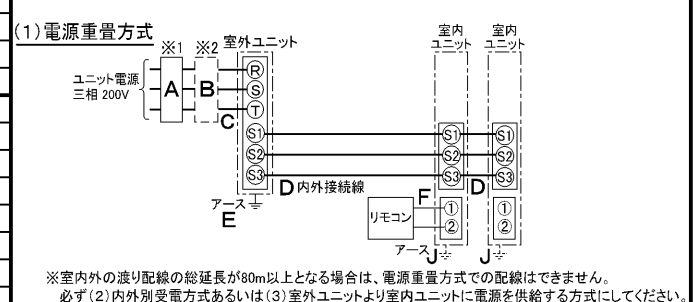 (1)電源重畳方式
※1 ※2 室外ユニット 室内ユニット 室内ユニット
ユニット電源
三相 200V
A B C
R
S
T
S1 S1 S1
S2 S2 S2
S3 S3 S3
D 内外接続線 D
アース
E
F
リモコン
① ①
② ②
アース J J
※室内外の渡り配線の総延長が80m以上となる場合は、電源重畳方式での配線はできません。
必ず(2)内外別受電方式あるいは(3)室外ユニットより室内ユニットに電源を供給する方式にしてください。